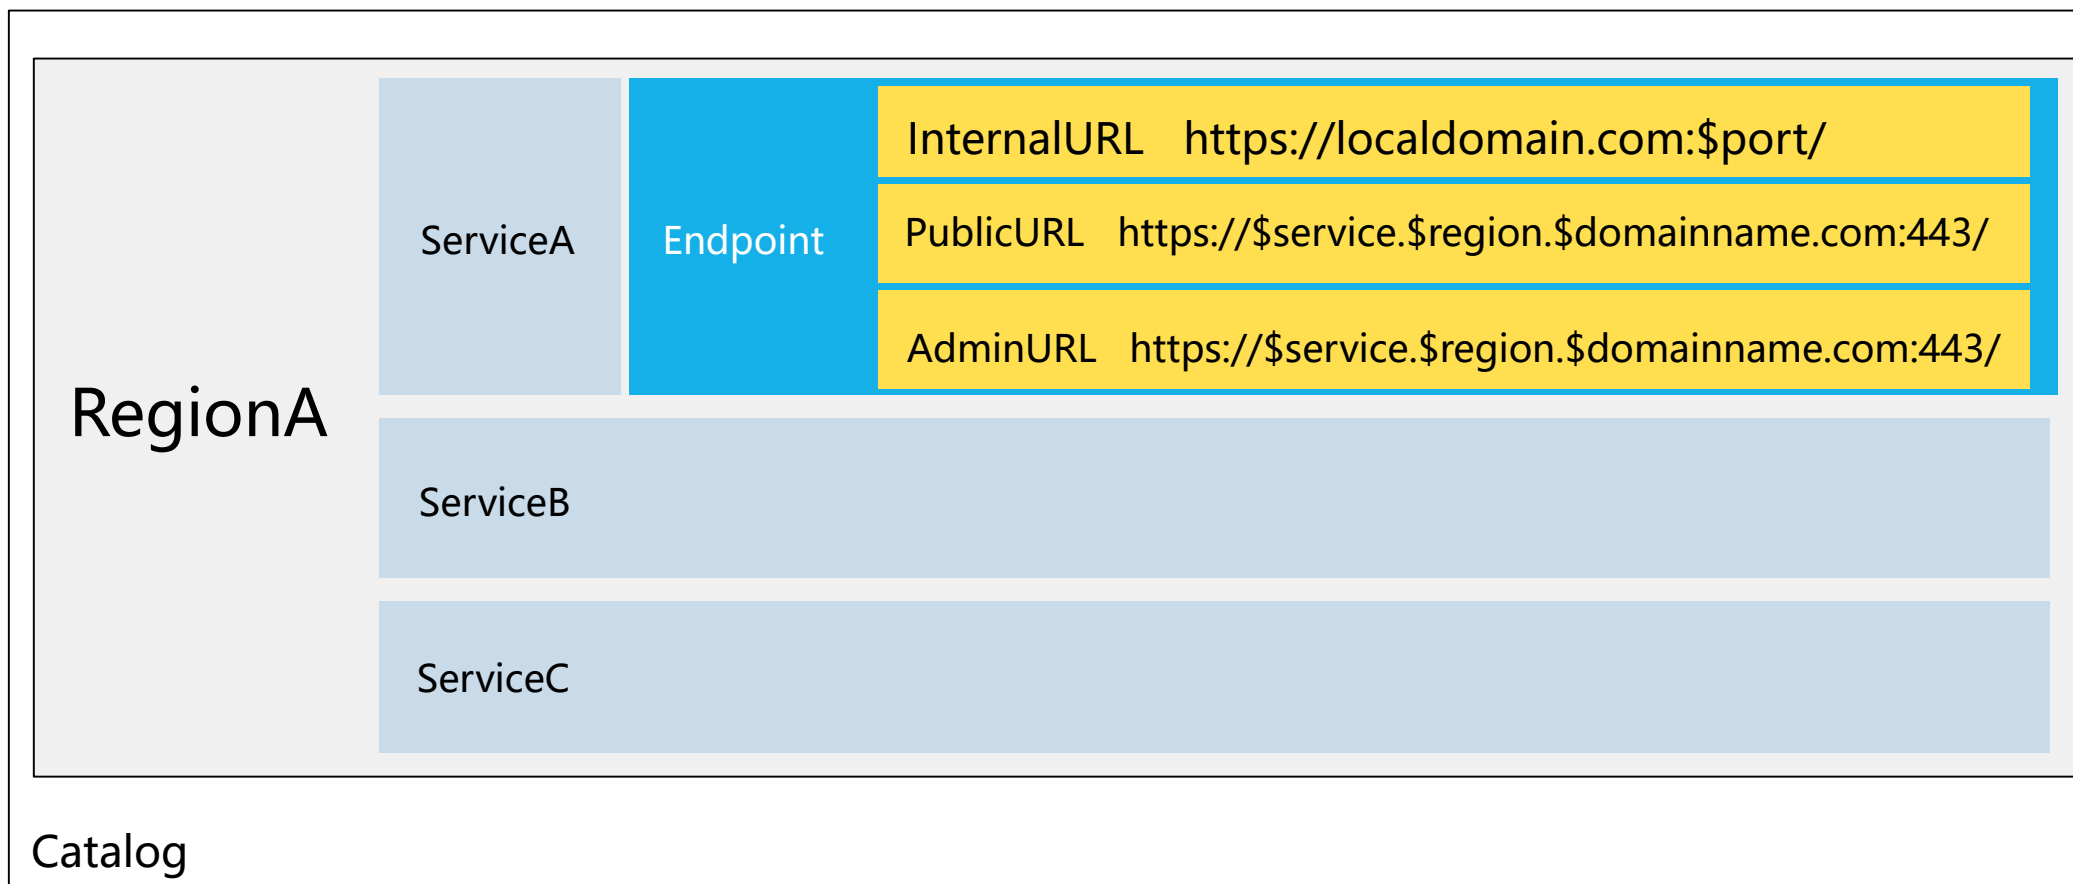 InternalURL https://localdomain.com:$port/
ServiceA
Endpoint
PublicURL https://$service.$region.$domainname.com:443/
AdminURL https://$service.$region.$domainname.com:443/
RegionA
ServiceB
ServiceC
Catalog